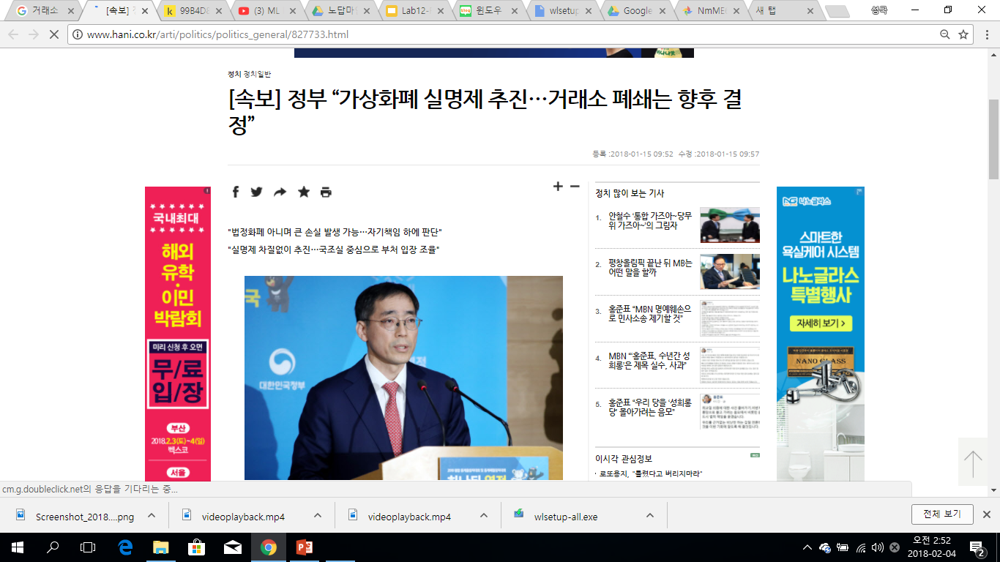 거래소
[속보]
99B4D8
(3) ML
노답마
Lab12-
윈도우
wlsetup
Google
NmME
새 탭
성국
www.hani.co.kr/arti/politics/politics_general/827733.html
정치 정치일반
[속보] 정부 “가상화폐 실명제 추진…거래소 폐쇄는 향후 결
정”
등록 :2018-01-15 09:52 수정 :2018-01-15 09:57
"법정화폐 아니며 큰 손실 발생 가능…자기책임 하에 판단"
"실명제 차질없이 추진…국조실 중심으로 부처 입장 조율"
대한민국정부
정치 많이 보는 기사
1. 안철수 ‘통합 가즈아~당무
위 가즈아~’의 그림자
2. 평창올림픽 끝난 뒤 MB는
어떤 말을 할까
3. 홍준표 “MBN 명예훼손으
로 민사소송 제기할 것”
4. MBN “‘홍준표, 수년간 성
희롱’은 제목 실수, 사과”
5. 홍준표 “우리 당을 ‘성희롱
당’ 몰아가려는 음모”
이시각 관심정보
· 로또용지, "틀렸다고 버리지마라"
국내최대
해외
유학·
이민
박람회
미리 신청 후 오면
무/료
입/장
부산
2018.2.3(토)~4(일)
벡스코
서울
NG 나노글라스
스마트한
욕실케어 시스템
나노글라스
특별행사
자세히 보기 >
NANO GLASS
cm.g.doubleclick.net의 응답을 기다리는 중...
Screenshot_2018....png
videoplayback.mp4
videoplayback.mp4
wlsetup-all.exe
전체 보기
오전 2:52
2018-02-04
2